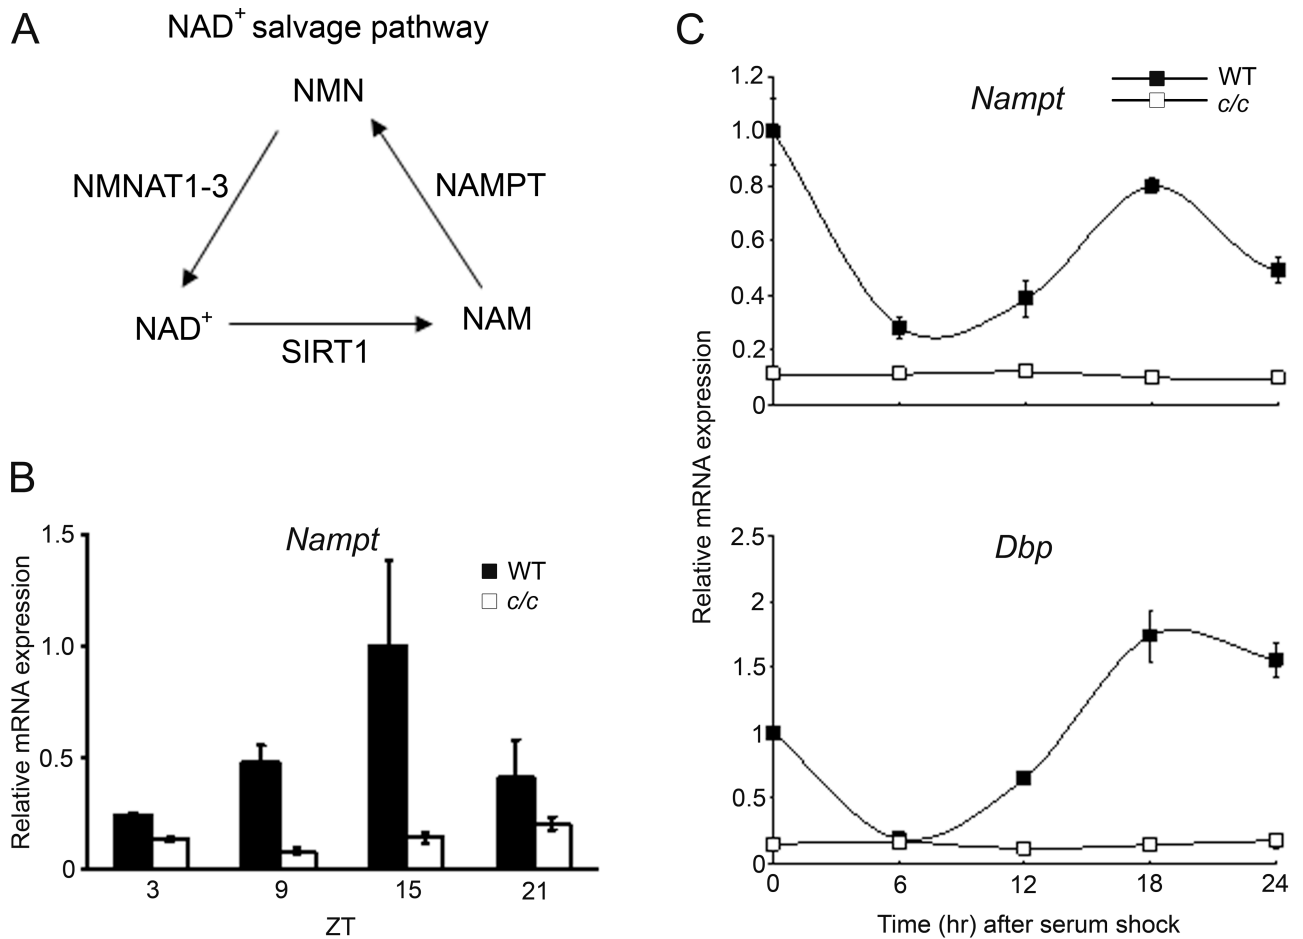 A
NAD+ salvage pathway
NMN
NMNAT1-3
NAMPT
NAD+
NAM
SIRT1
B
Nampt
WT
c/c
1.5
1.0
0.5
0
Relative mRNA expression
3 9 15 21
ZT
C
Nampt
WT
c/c
1.2
1.0
0.8
0.6
0.4
0.2
0
Relative mRNA expression
Dbp
2.5
2
1.5
1
0.5
0
0 6 12 18 24
Time (hr) after serum shock